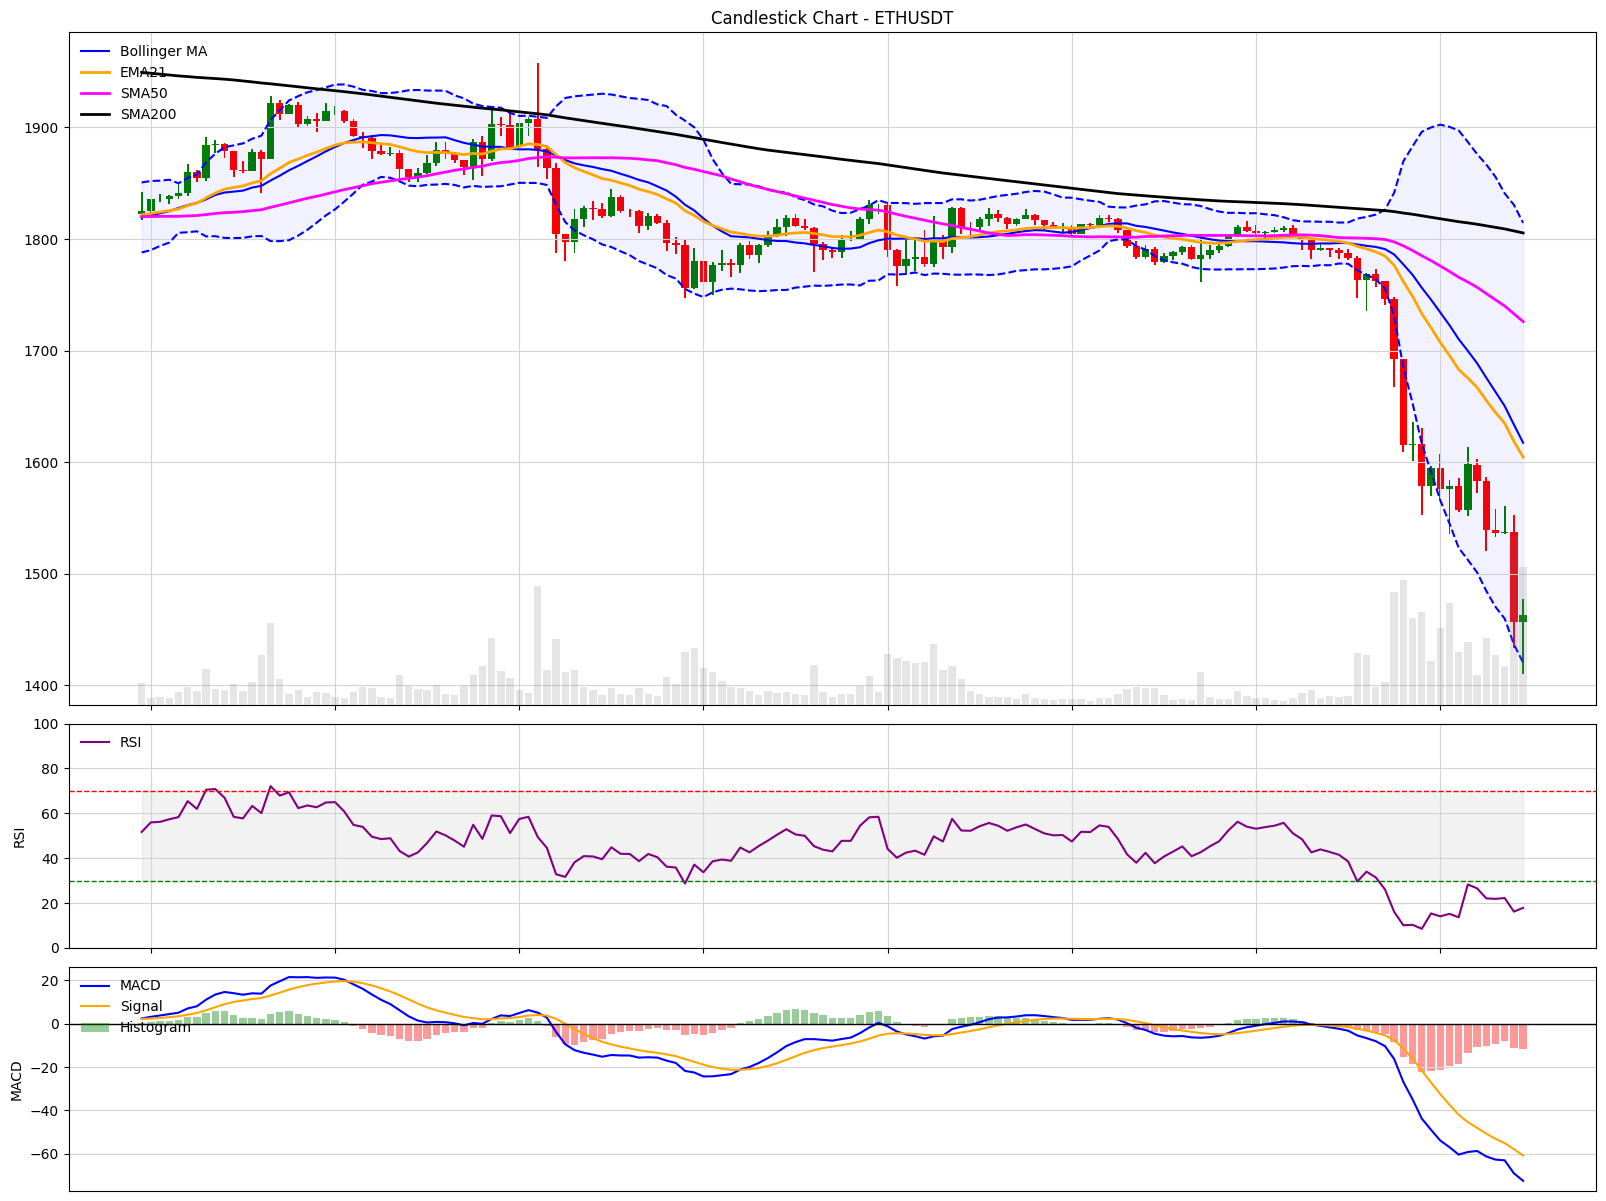 Candlestick Chart - ETHUSDT
Bollinger MA
EMA21
SMA50
SMA200
1900
1800
1700
1600
1500
1400
RSI
100
80
60
40
20
0
RSI
MACD
Signal
Histogram
20
0
−20
−40
−60
MACD